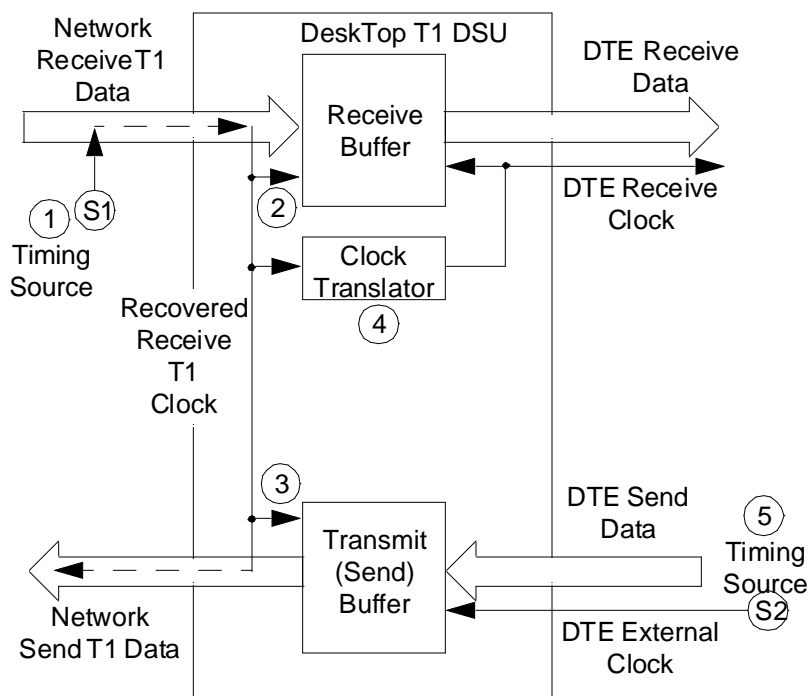 Network
Receive T1
Data
DeskTop T1 DSU
DTE Receive
Data
Receive
Buffer
1
S1
Timing
Source
2
DTE Receive
Clock
Clock
Translator
4
Recovered
Receive
T1
Clock
3
DTE Send
Data
5
Timing
Source
S2
Transmit
(Send)
Buffer
Network
Send T1 Data
DTE External
Clock